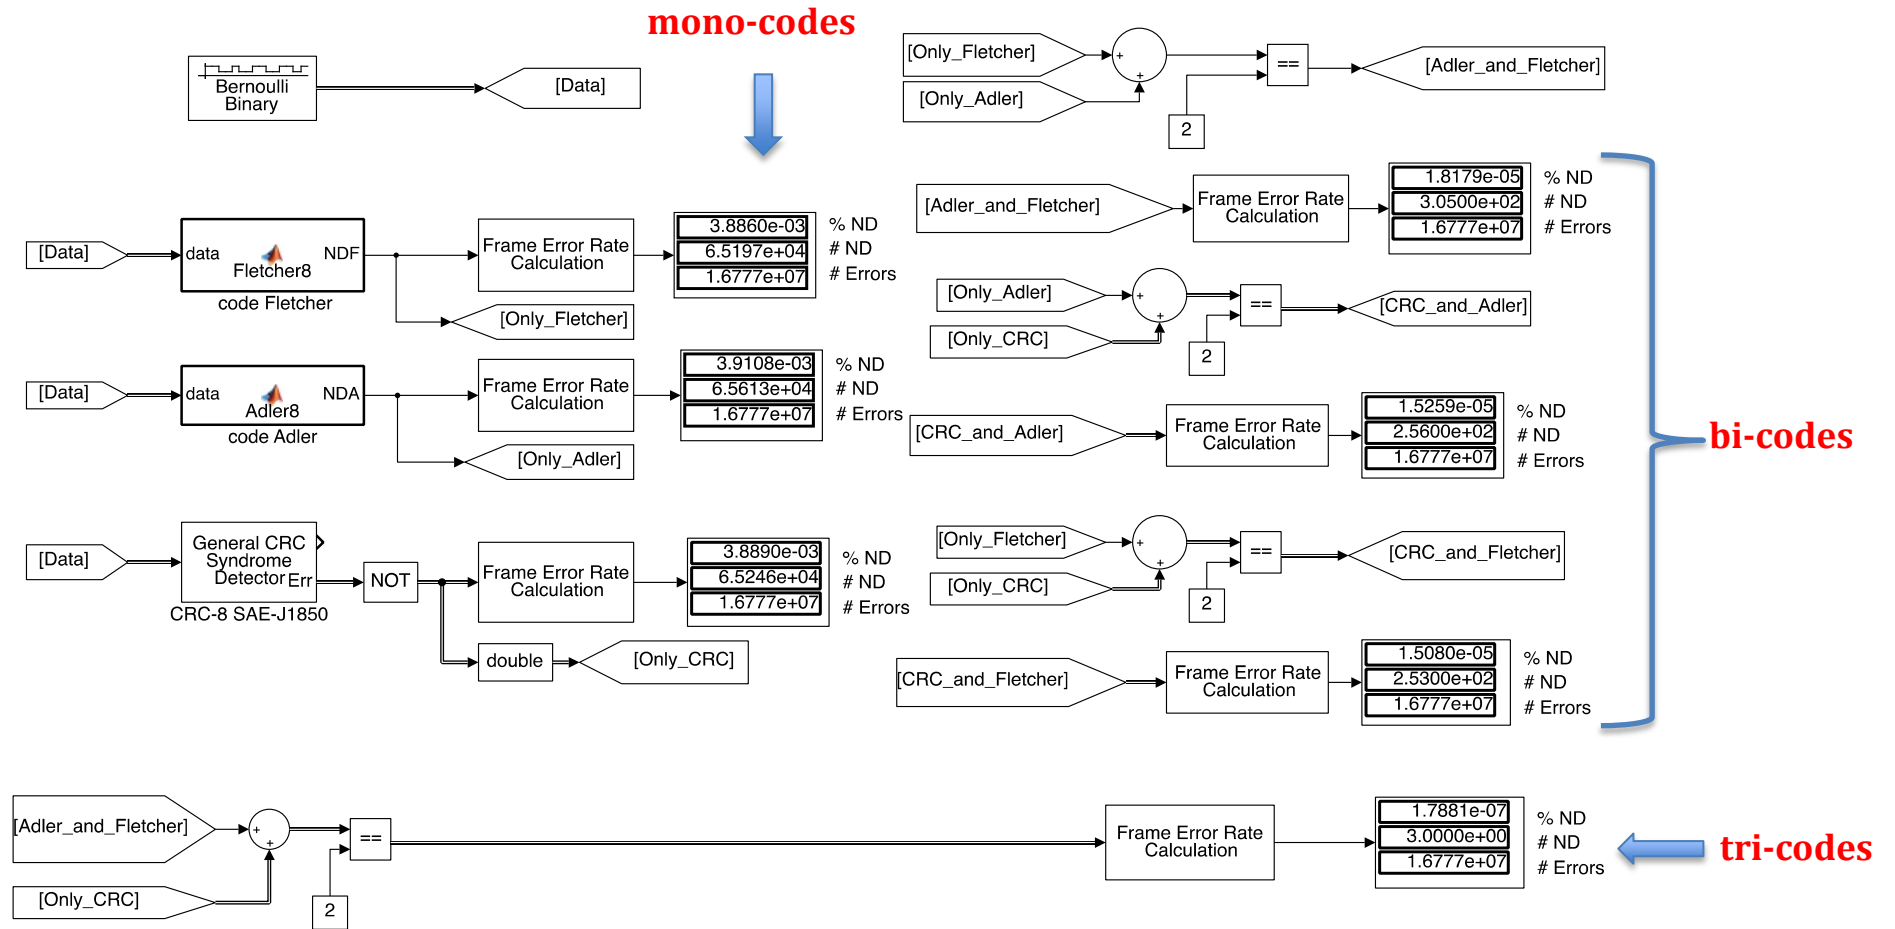 mono-codes
Bernoulli
Binary
[Data]
[Data]
data
NDF
Fletcher8
code Fletcher
Frame Error Rate
Calculation
3.8860e-03
6.5197e+04
1.6777e+07
% ND
# ND
# Errors
[Only_Fletcher]
[Data]
data
NDA
Adler8
code Adler
Frame Error Rate
Calculation
3.9108e-03
6.5613e+04
1.6777e+07
% ND
# ND
# Errors
[Only_Adler]
[Data]
General CRC
Syndrome
Detector
Err
CRC-8 SAE-J1850
NOT
Frame Error Rate
Calculation
3.8890e-03
6.5246e+04
1.6777e+07
% ND
# ND
# Errors
double
[Only_CRC]
[Only_Fletcher]
[Only_Adler]
+
+
2
==
[Adler_and_Fletcher]
[Adler_and_Fletcher]
Frame Error Rate
Calculation
1.8179e-05
3.0500e+02
1.6777e+07
% ND
# ND
# Errors
[Only_Adler]
[Only_CRC]
+
+
2
==
[CRC_and_Adler]
[CRC_and_Adler]
Frame Error Rate
Calculation
1.5259e-05
2.5600e+02
1.6777e+07
% ND
# ND
# Errors
bi-codes
[Only_Fletcher]
[Only_CRC]
+
+
2
==
[CRC_and_Fletcher]
[CRC_and_Fletcher]
Frame Error Rate
Calculation
1.5080e-05
2.5300e+02
1.6777e+07
% ND
# ND
# Errors
[Adler_and_Fletcher]
[Only_CRC]
+
+
2
==
Frame Error Rate
Calculation
1.7881e-07
3.0000e+00
1.6777e+07
% ND
# ND
# Errors
tri-codes